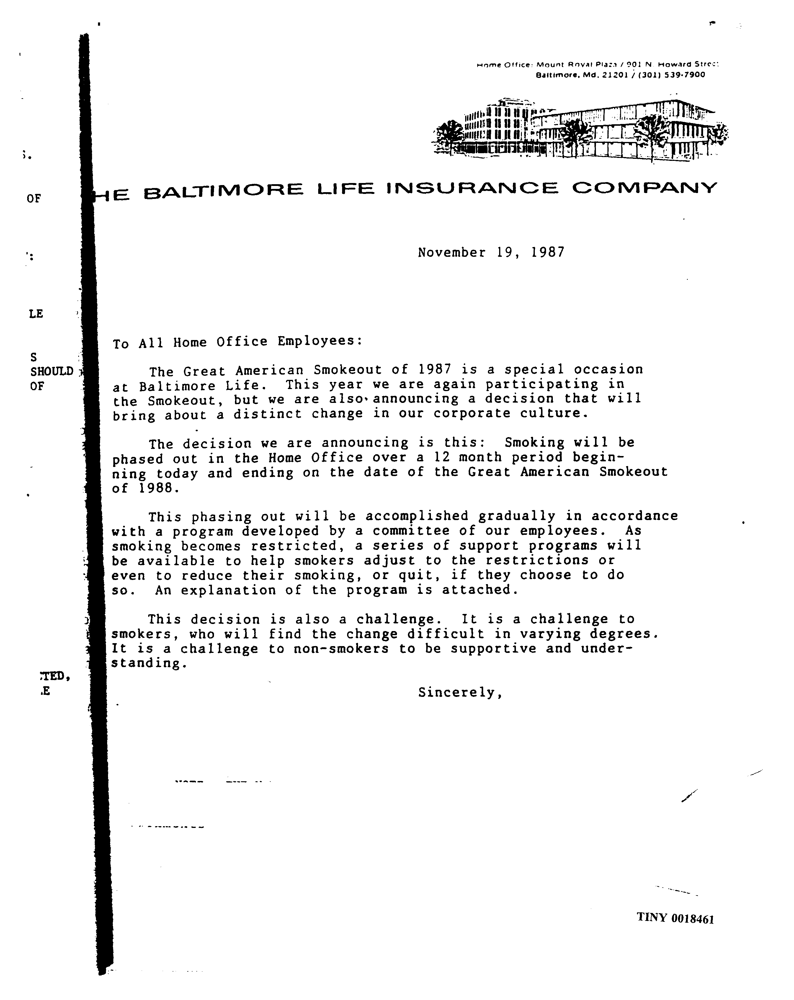 Home Office: Mount Royal Plaza / 901 N. Howard Street
Baltimore, Md. 21201 / (301) 539-7900
HE BALTIMORE LIFE INSURANCE COMPANY
OF
November 19, 1987
LE
To All Home Office Employees:
S
SHOULD
OF
The Great American Smokeout of 1987 is a special occasion
at Baltimore Life. This year we are again participating in
the Smokeout, but we are also announcing a decision that will
bring about a distinct change in our corporate culture.
The decision we are announcing is this: Smoking will be
phased out in the Home Office over a 12 month period begin-
ning today and ending on the date of the Great American Smokeout
of 1988.
This phasing out will be accomplished gradually in accordance
with a program developed by a committee of our employees. As
smoking becomes restricted, a series of support programs will
be available to help smokers adjust to the restrictions or
even to reduce their smoking, or quit, if they choose to do
so. An explanation of the program is attached.
This decision is also a challenge. It is a challenge to
smokers, who will find the change difficult in varying degrees.
It is a challenge to non-smokers to be supportive and under-
standing.
TED,
E
Sincerely,
TINY 0018461